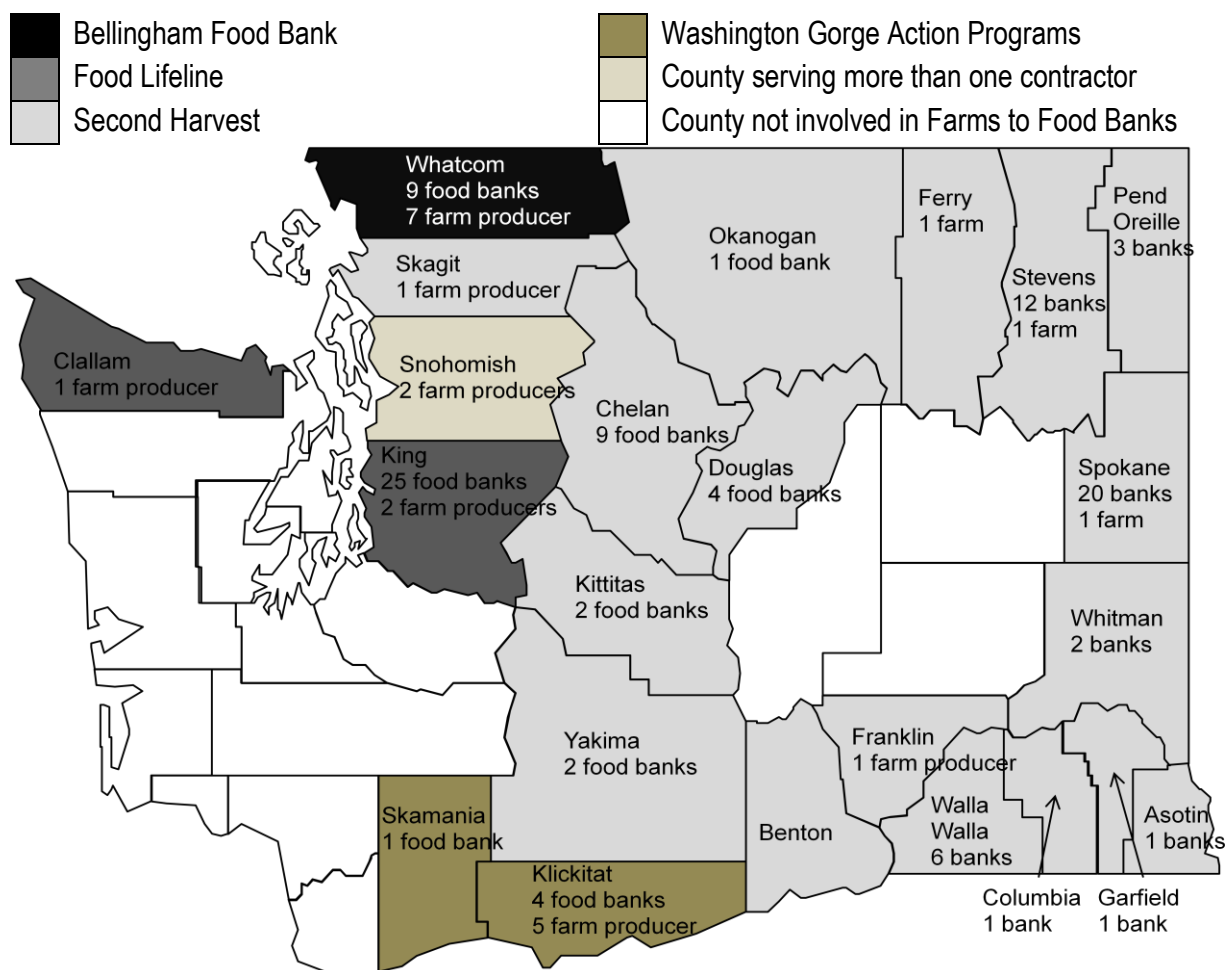 Bellingham Food Bank
Food Lifeline
Second Harvest
Washington Gorge Action Programs
County serving more than one contractor
County not involved in Farms to Food Banks
Whatcom
9 food banks
7 farm producer
Skagit
1 farm producer
Okanogan
1 food bank
Ferry
1 farm
Stevens
12 banks
1 farm
Pend
Oreille
3 banks
Clallam
1 farm producer
Snohomish
2 farm producers
King
25 food banks
2 farm producers
Chelan
9 food banks
Douglas
4 food banks
Spokane
20 banks
1 farm
Kittitas
2 food banks
Whitman
2 banks
Yakima
2 food banks
Franklin
1 farm producer
Skamania
1 food bank
Klickitat
4 food banks
5 farm producer
Benton
Walla
Walla
6 banks
Asotin
1 banks
Columbia
1 bank
Garfield
1 bank